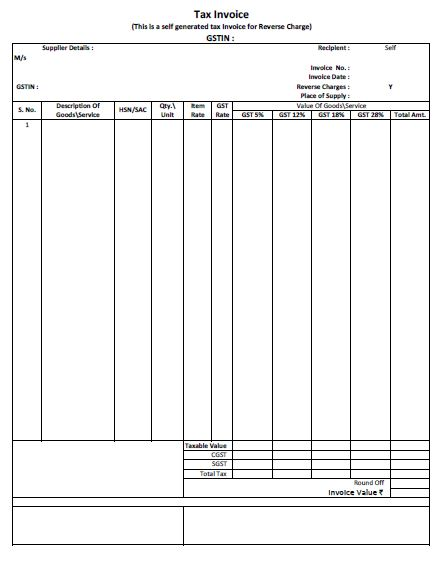 Tax Invoice
(This is a self generated tax Invoice for Reverse Charge)
GSTIN :
Supplier Details : Recipient : Self
M/s
Invoice No. :
Invoice Date :
GSTIN : Reverse Charges : Y
Place of Supply :
S. No. Description Of Goods\Service HSN/SAC Qty.\ Unit Item Rate GST Rate Value Of Goods\Service
GST 5% GST 12% GST 18% GST 28% Total Amt.
1
Taxable Value
CGST
SGST
Total Tax
Round Off
Invoice Value ₹